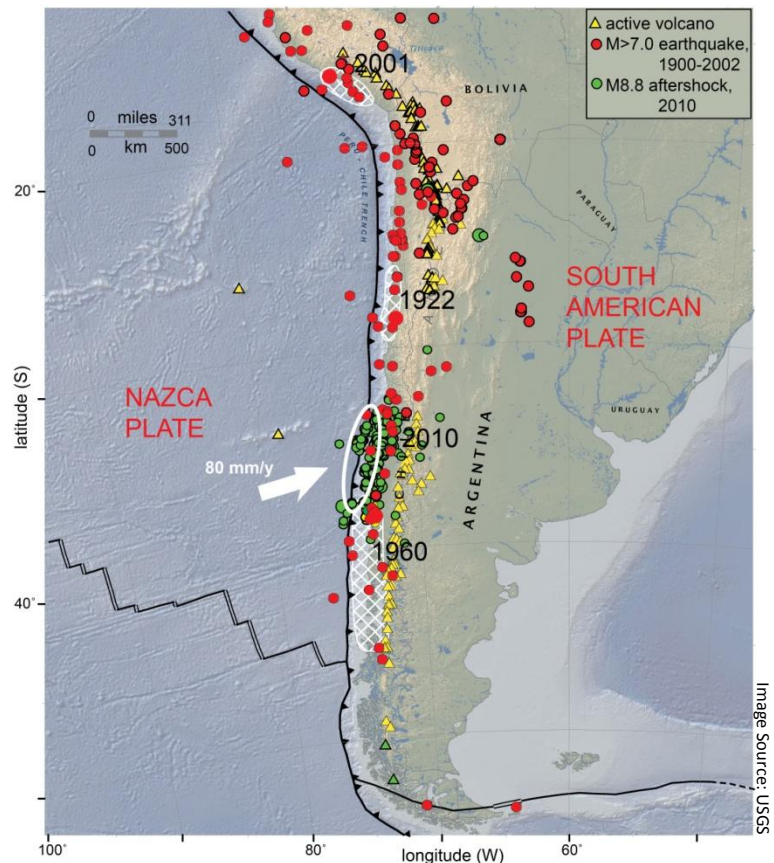 active volcano
M>7.0 earthquake,
1900-2002
M8.8 aftershock,
2010
2001
BOLIVIA
0 miles 311
0 km 500
PERU - CHILE TRENCH
20°
PARAGUAY
1922
SOUTH
AMERICAN
PLATE
NAZCA
PLATE
latitude (S)
URUGUAY
2010
80 mm/y
ARGENTINA
1960
40°
Image Source: USGS
100°
80°
60°
longitude (W)